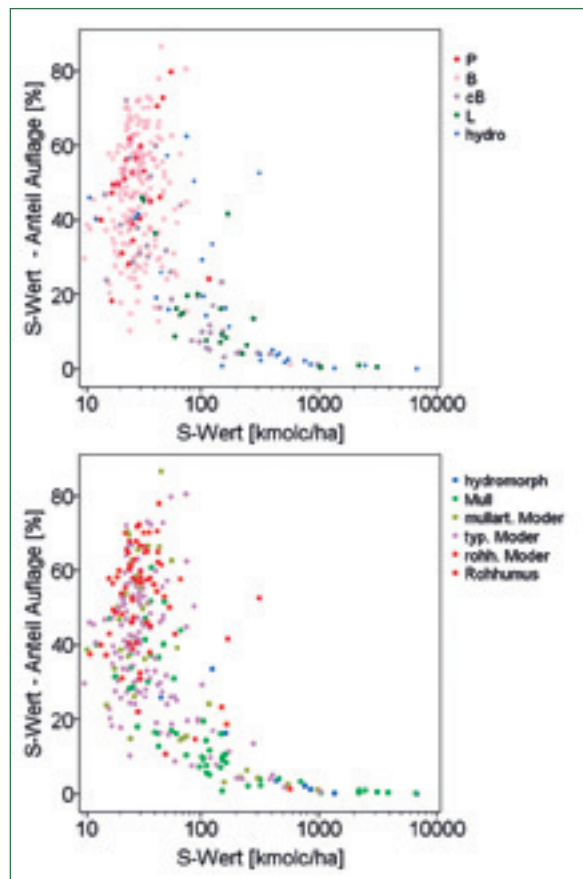 80
60
40
20
0
S-Wert - Anteil Auflage [%]
10
100
1000
10000
S-Wert [kmolc/ha]
P
B
cB
L
hydro
80
60
40
20
0
S-Wert - Anteil Auflage [%]
10
100
1000
10000
S-Wert [kmolc/ha]
hydromorph
Mull
mullart. Moder
typ. Moder
rohh. Moder
Rohhumus